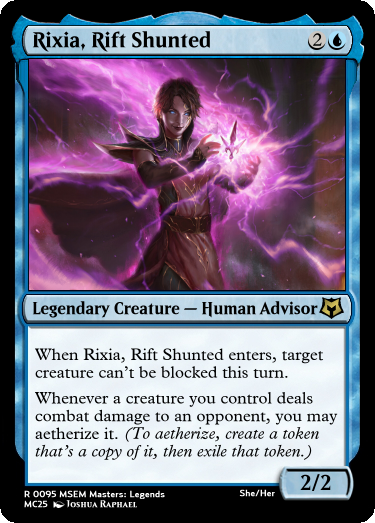 Rixia, Rift Shunted 2
Legendary Creature — Human Advisor
When Rixia, Rift Shunted enters, target
creature can't be blocked this turn.
Whenever a creature you control deals
combat damage to an opponent, you may
aetherize it. (To aetherize, create a token
that's a copy of it, then exile that token.)
2/2
R 0095 MSEM Masters: Legends She/Her
MC25 Joshua Raphael